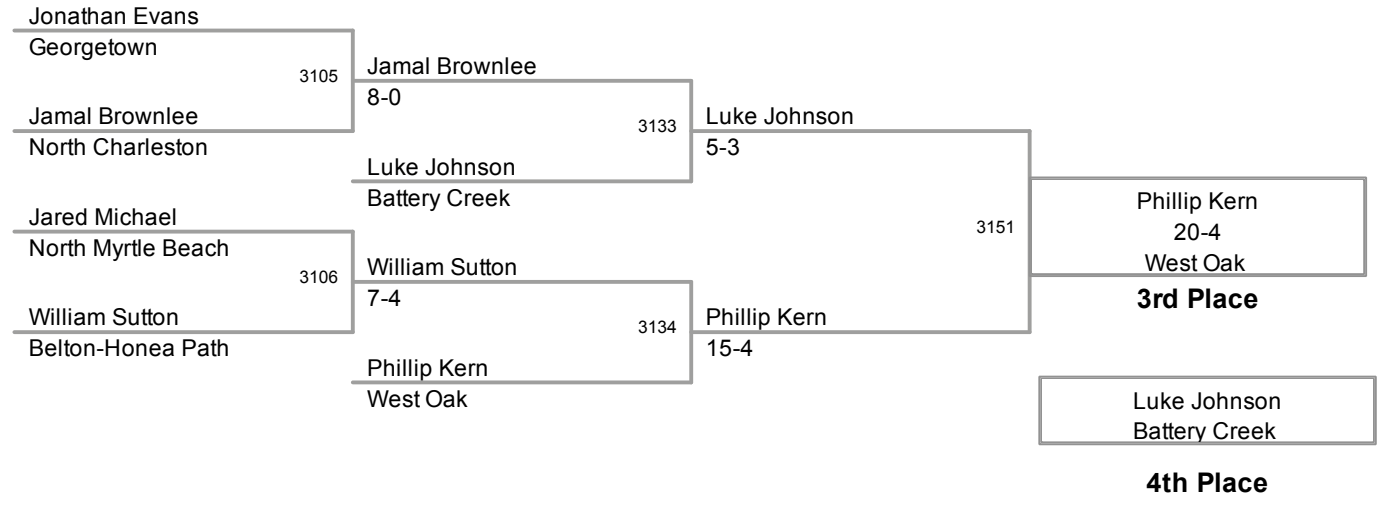 Jonathan Evans
Georgetown
3105
Jamal Brownlee
8-0
Jamal Brownlee
North Charleston
3133
Luke Johnson
5-3
Luke Johnson
Battery Creek
Jared Michael
North Myrtle Beach
3106
William Sutton
7-4
William Sutton
Belton-Honea Path
3134
Phillip Kern
15-4
Phillip Kern
West Oak
3151
Phillip Kern
20-4
West Oak
3rd Place
Luke Johnson
Battery Creek
4th Place